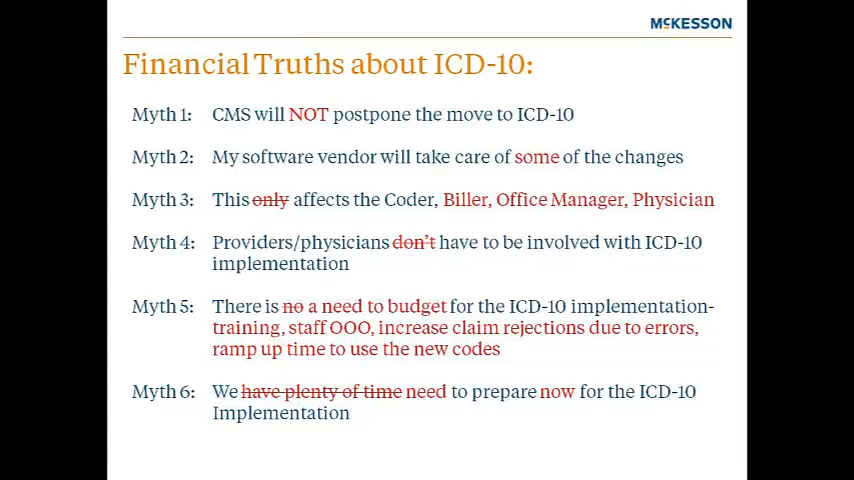 McKESSON
Financial Truths about ICD-10:
Myth 1: CMS will NOT postpone the move to ICD-10
Myth 2: My software vendor will take care of some of the changes
Myth 3: This only affects the Coder, Biller, Office Manager, Physician
Myth 4: Providers/physicians don't have to be involved with ICD-10
implementation
Myth 5: There is no a need to budget for the ICD-10 implementation-
training, staff OOO, increase claim rejections due to errors,
ramp up time to use the new codes
Myth 6: We have plenty of time need to prepare now for the ICD-10
Implementation